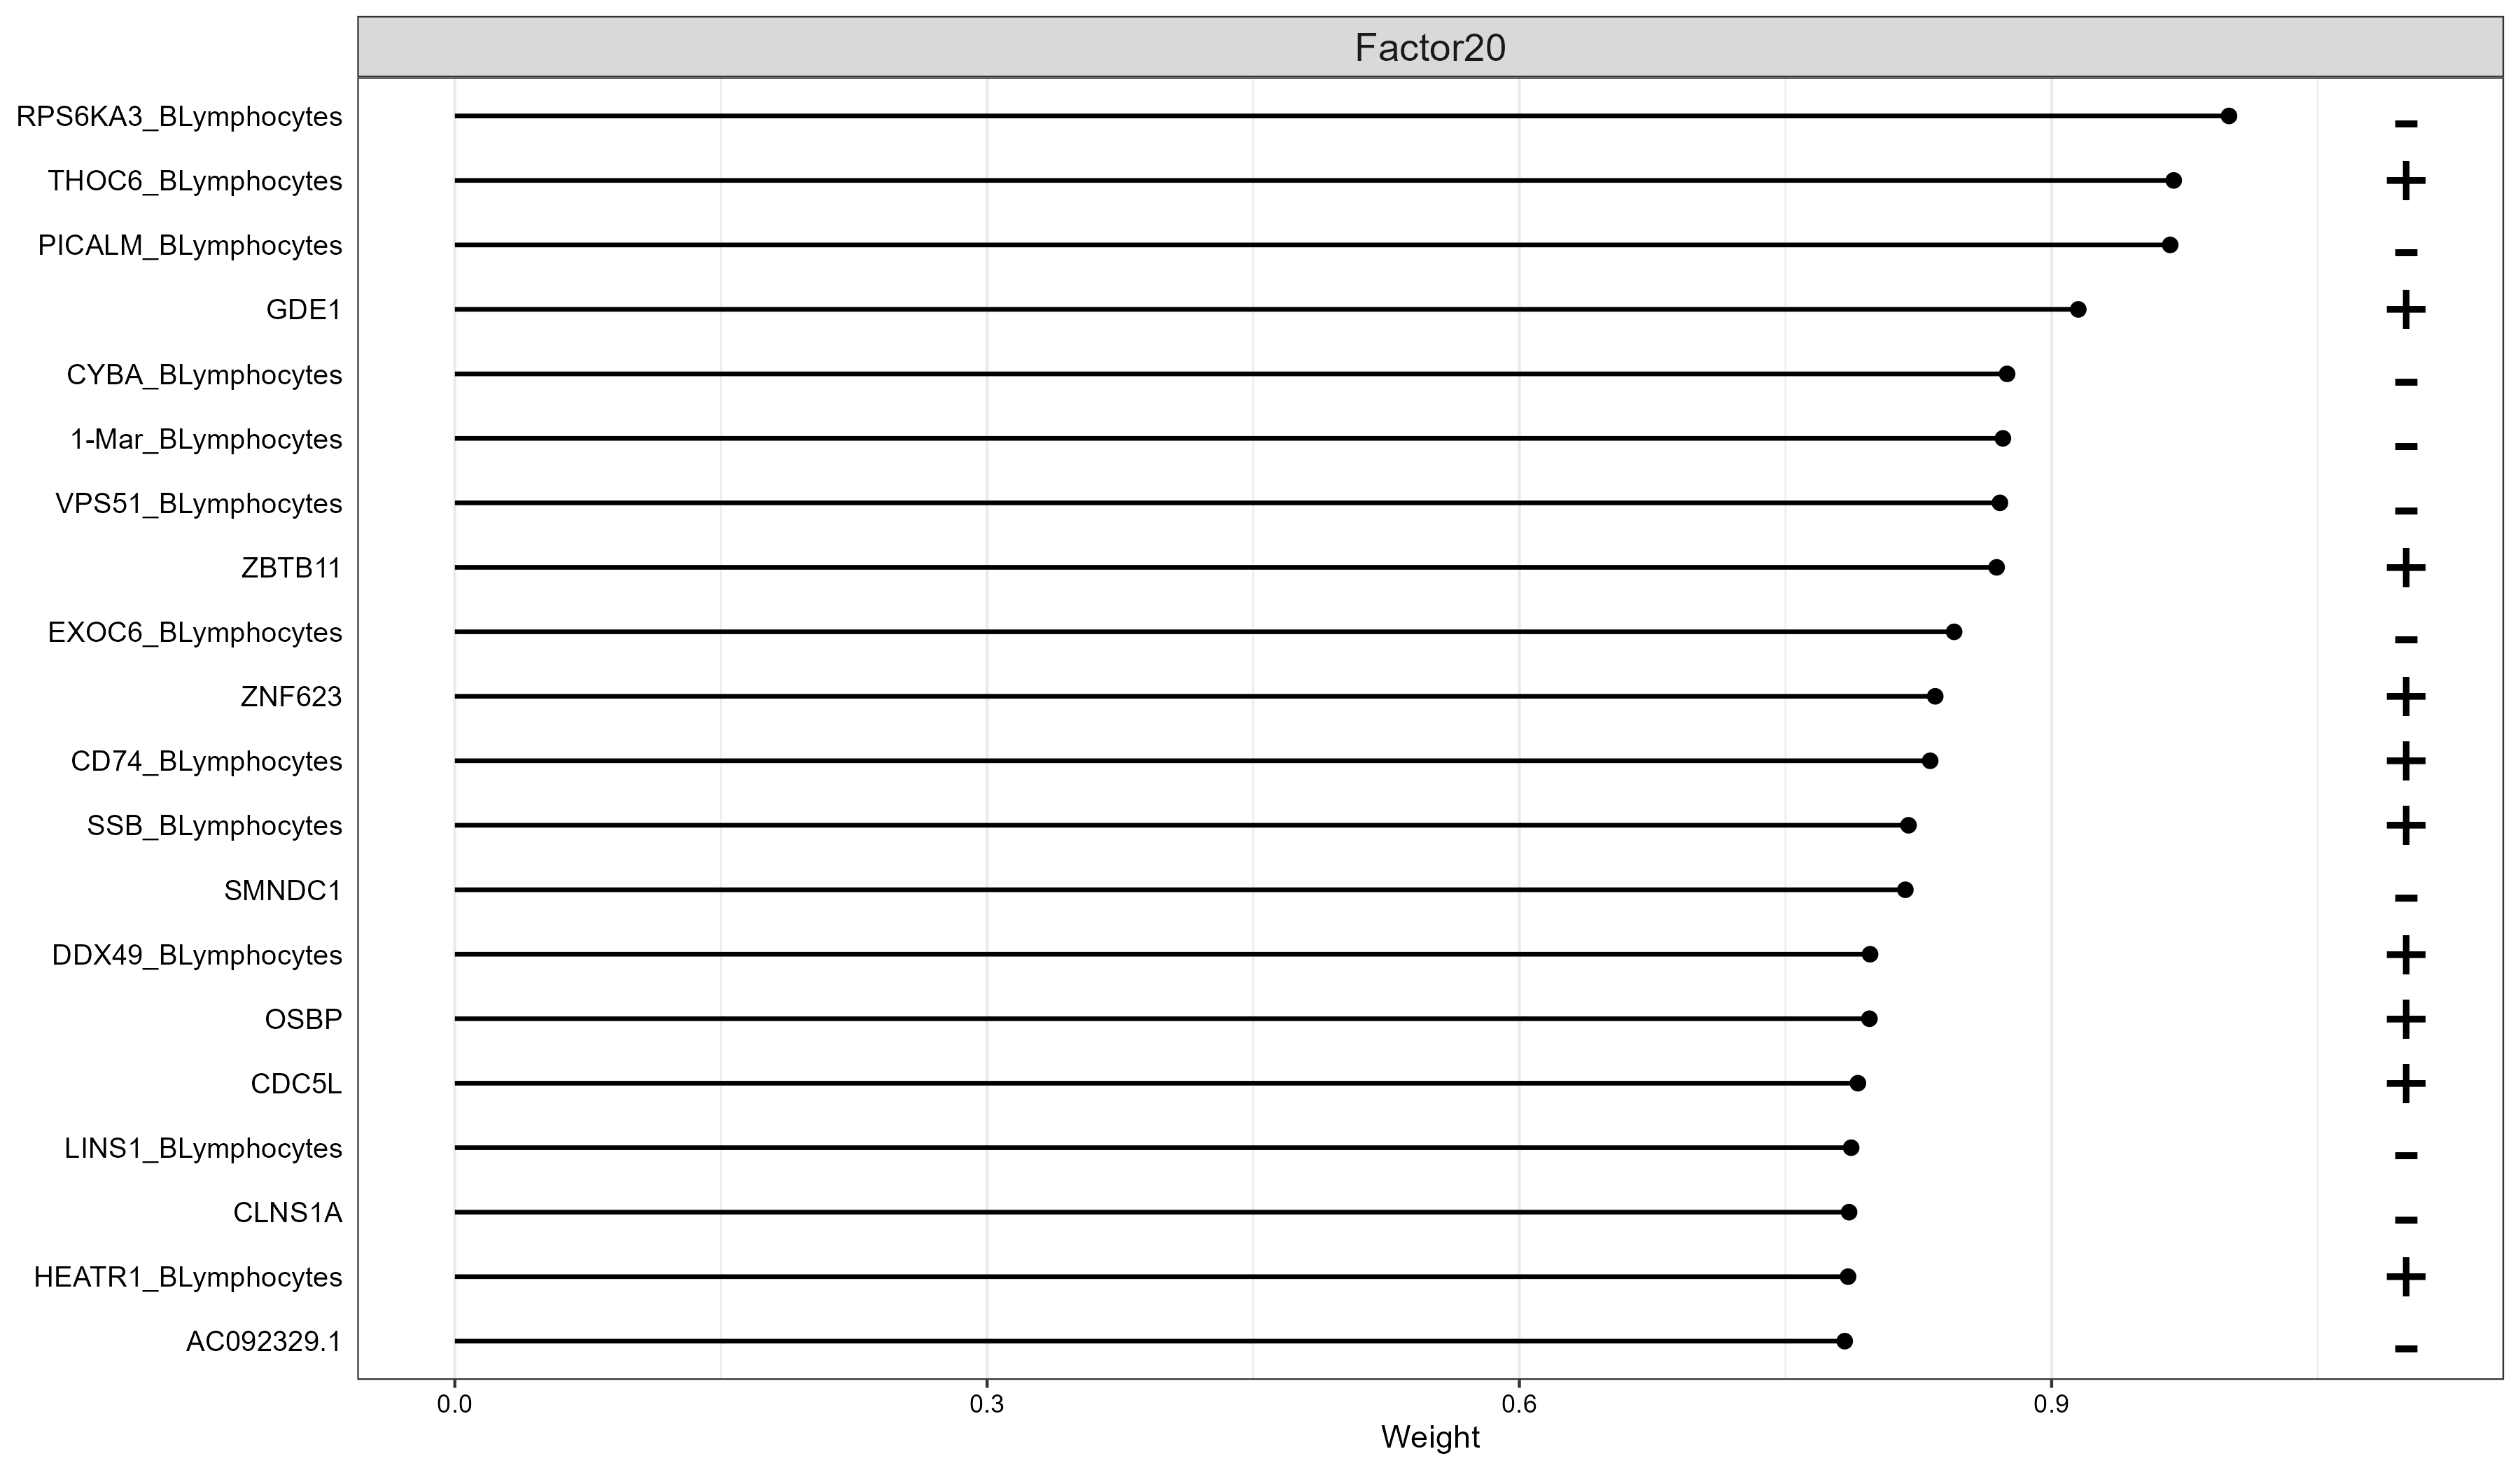 Factor20
RPS6KA3_BLymphocytes -
THOC6_BLymphocytes +
PICALM_BLymphocytes -
GDE1 +
CYBA_BLymphocytes -
1-Mar_BLymphocytes -
VPS51_BLymphocytes -
ZBTB11 +
EXOC6_BLymphocytes -
ZNF623 +
CD74_BLymphocytes +
SSB_BLymphocytes +
SMNDC1 -
DDX49_BLymphocytes +
OSBP +
CDC5L +
LINS1_BLymphocytes -
CLNS1A -
HEATR1_BLymphocytes +
AC092329.1 -
0.0 0.3 0.6 0.9
Weight